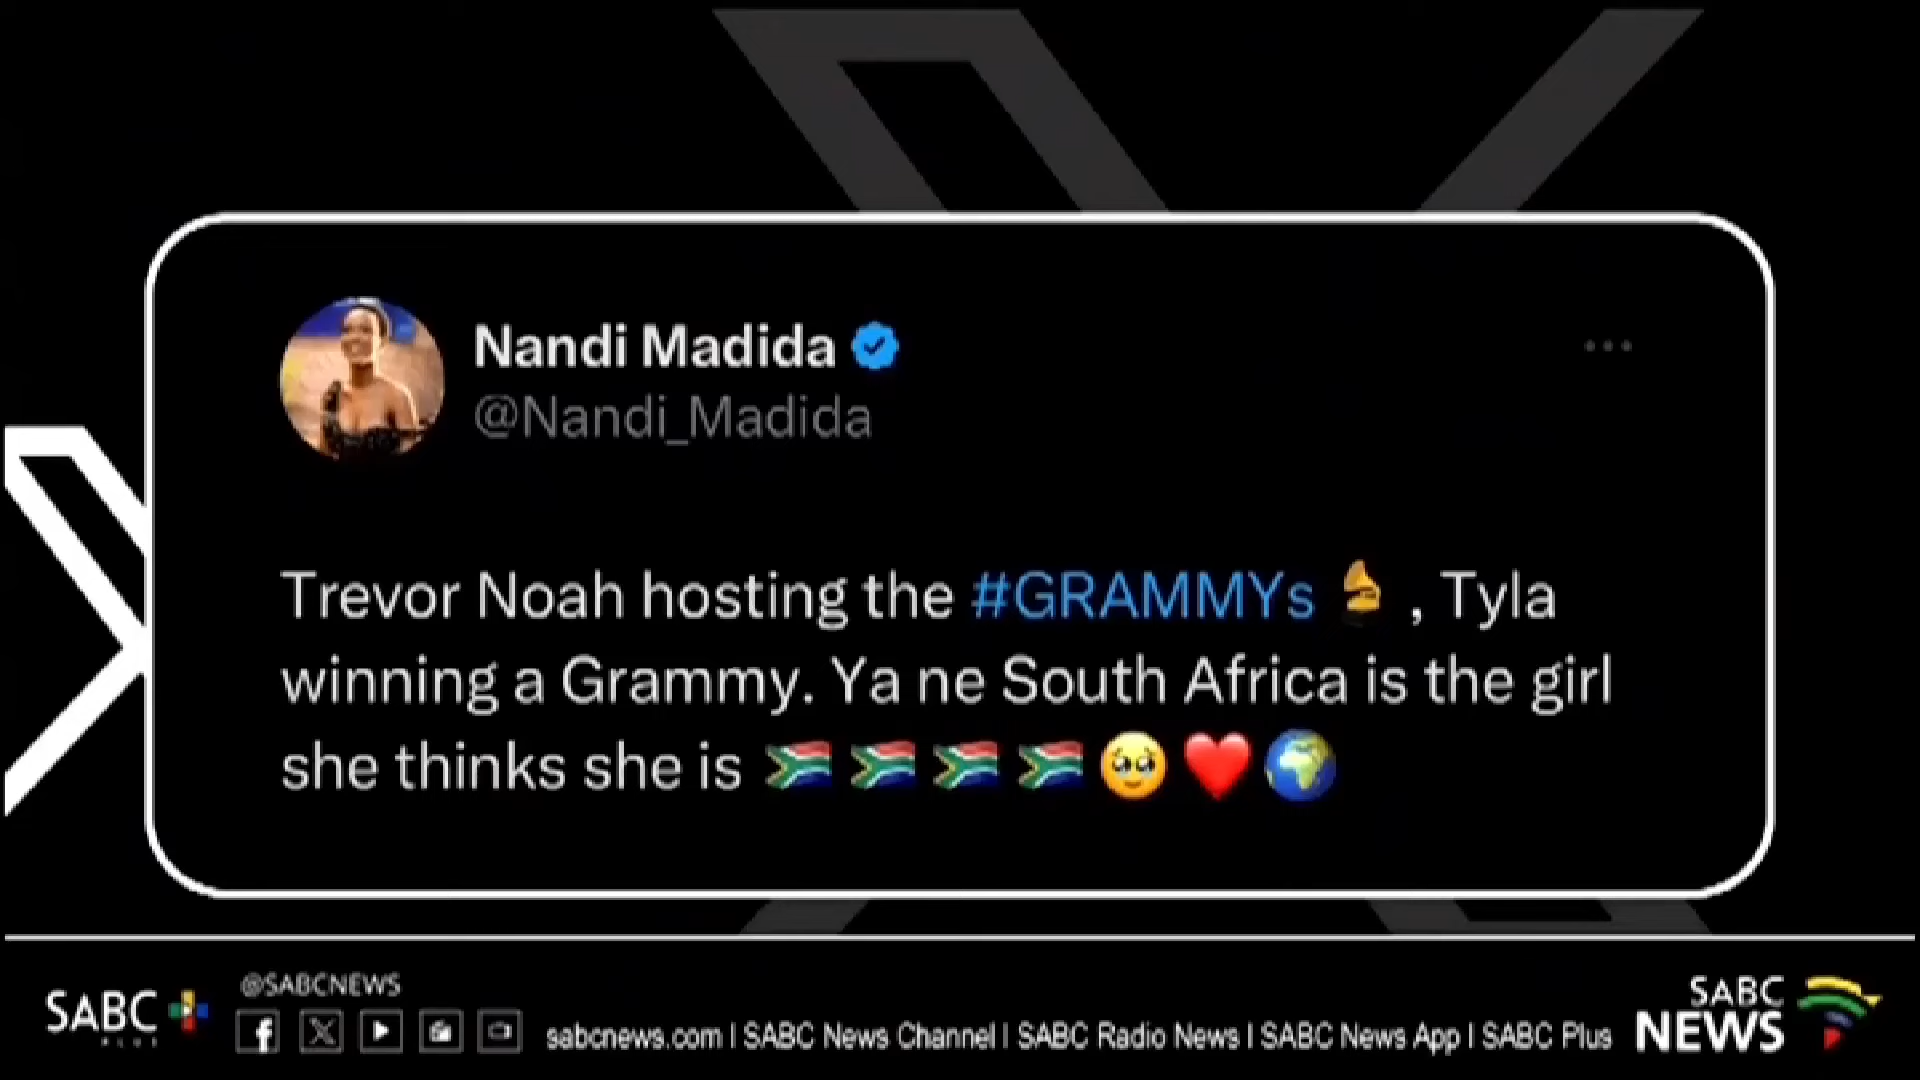 Nandi Madida
@Nandi_Madida
Trevor Noah hosting the #GRAMMYs , Tyla
winning a Grammy. Ya ne South Africa is the girl
she thinks she is
@SABCNEWS
SABC
PLUS
sabcnews.com | SABC News Channel | SABC Radio News | SABC News App | SABC Plus
SABC
NEWS